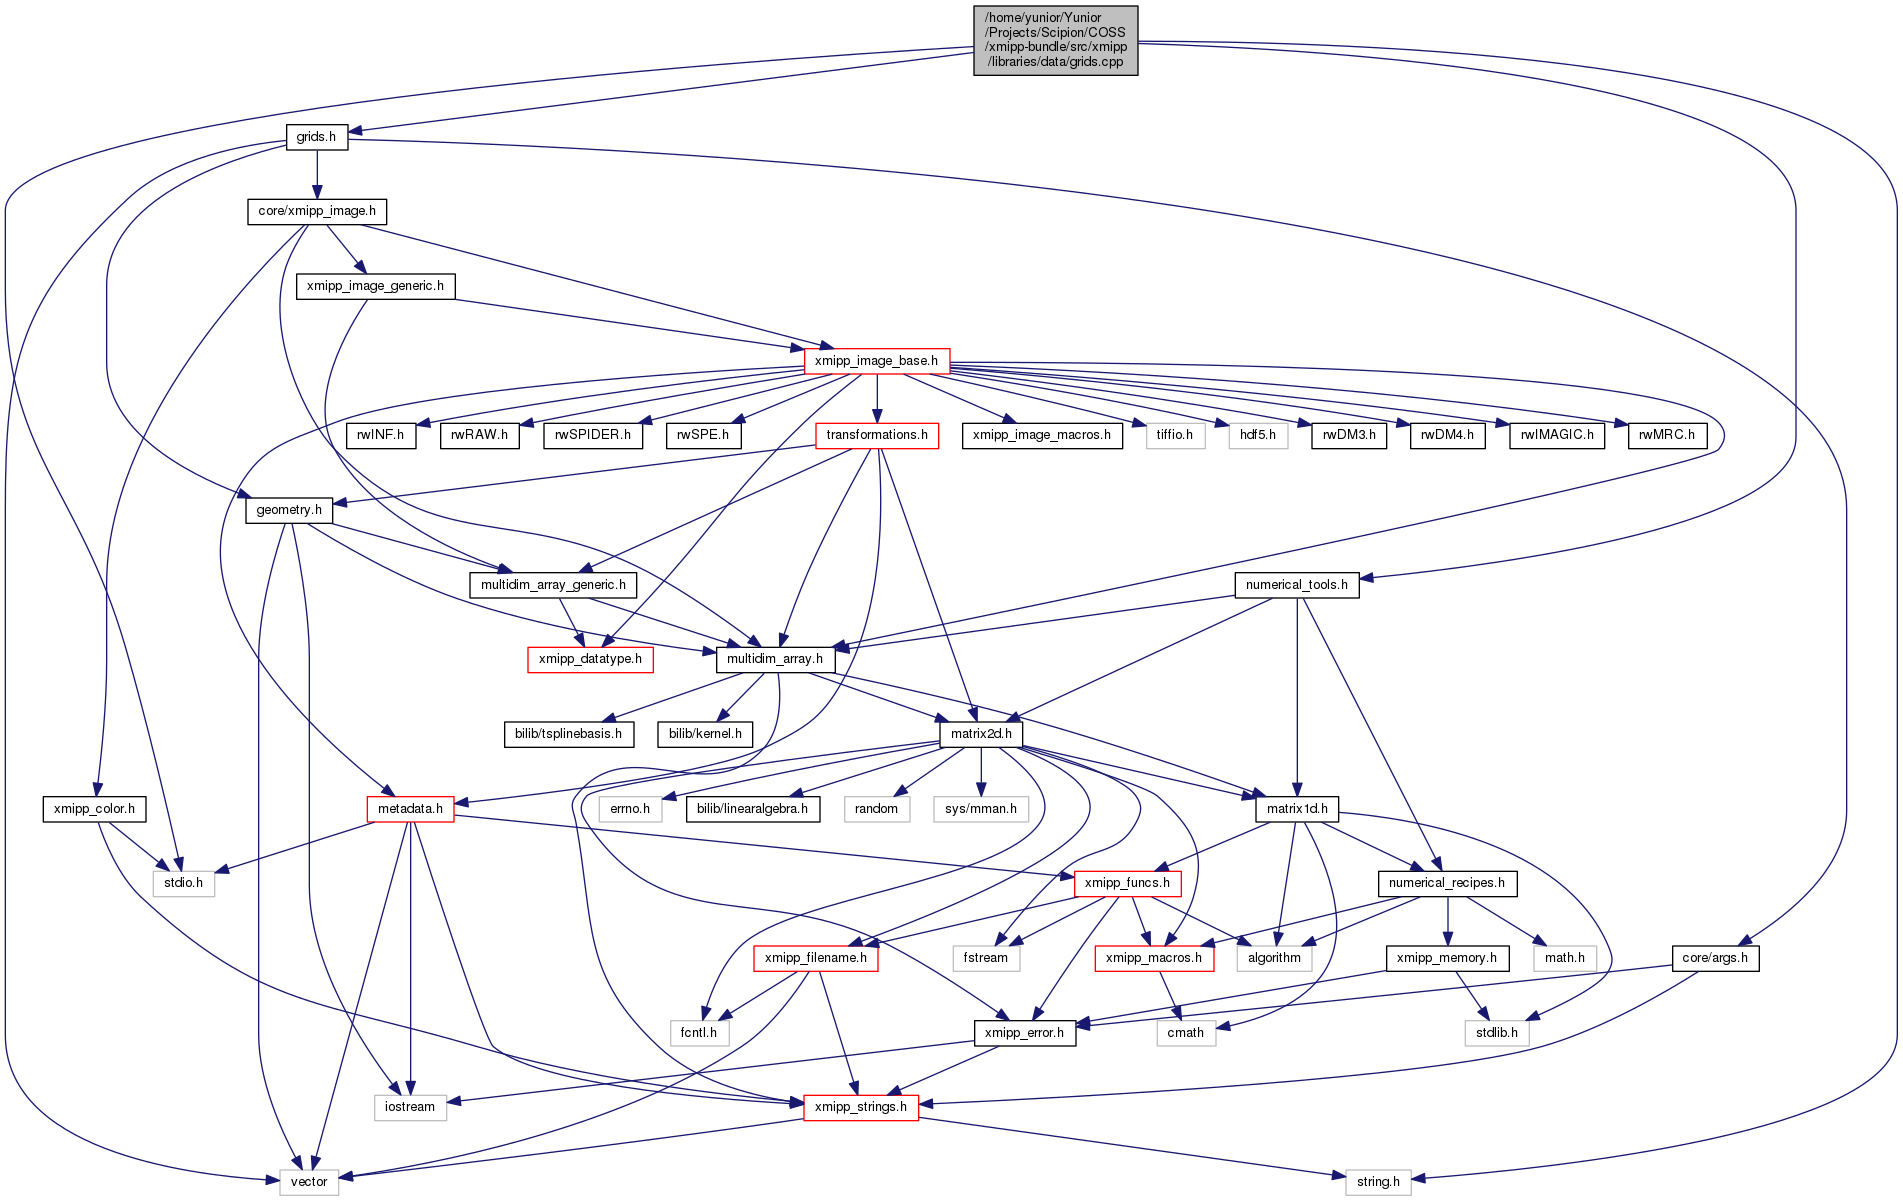 /home/yunior/Yunior
/Projects/Scipion/COSS
/xmipp-bundle/src/xmipp
/libraries/data/grids.cpp
grids.h
core/xmipp_image.h
xmipp_image_generic.h
xmipp_image_base.h
rwINF.h
rwRAW.h
rwSPIDER.h
rwSPE.h
transformations.h
xmipp_image_macros.h
tiffio.h
hdf5.h
rwDM3.h
rwDM4.h
rwIMAGIC.h
rwMRC.h
geometry.h
multidim_array_generic.h
numerical_tools.h
xmipp_datatype.h
multidim_array.h
bilib/tsplinebasis.h
bilib/kernel.h
matrix2d.h
xmipp_color.h
metadata.h
errno.h
bilib/linearalgebra.h
random
sys/mman.h
matrix1d.h
stdio.h
xmipp_funcs.h
numerical_recipes.h
xmipp_filename.h
fstream
xmipp_macros.h
algorithm
xmipp_memory.h
math.h
core/args.h
fcntl.h
xmipp_error.h
cmath
stdlib.h
iostream
xmipp_strings.h
vector
string.h